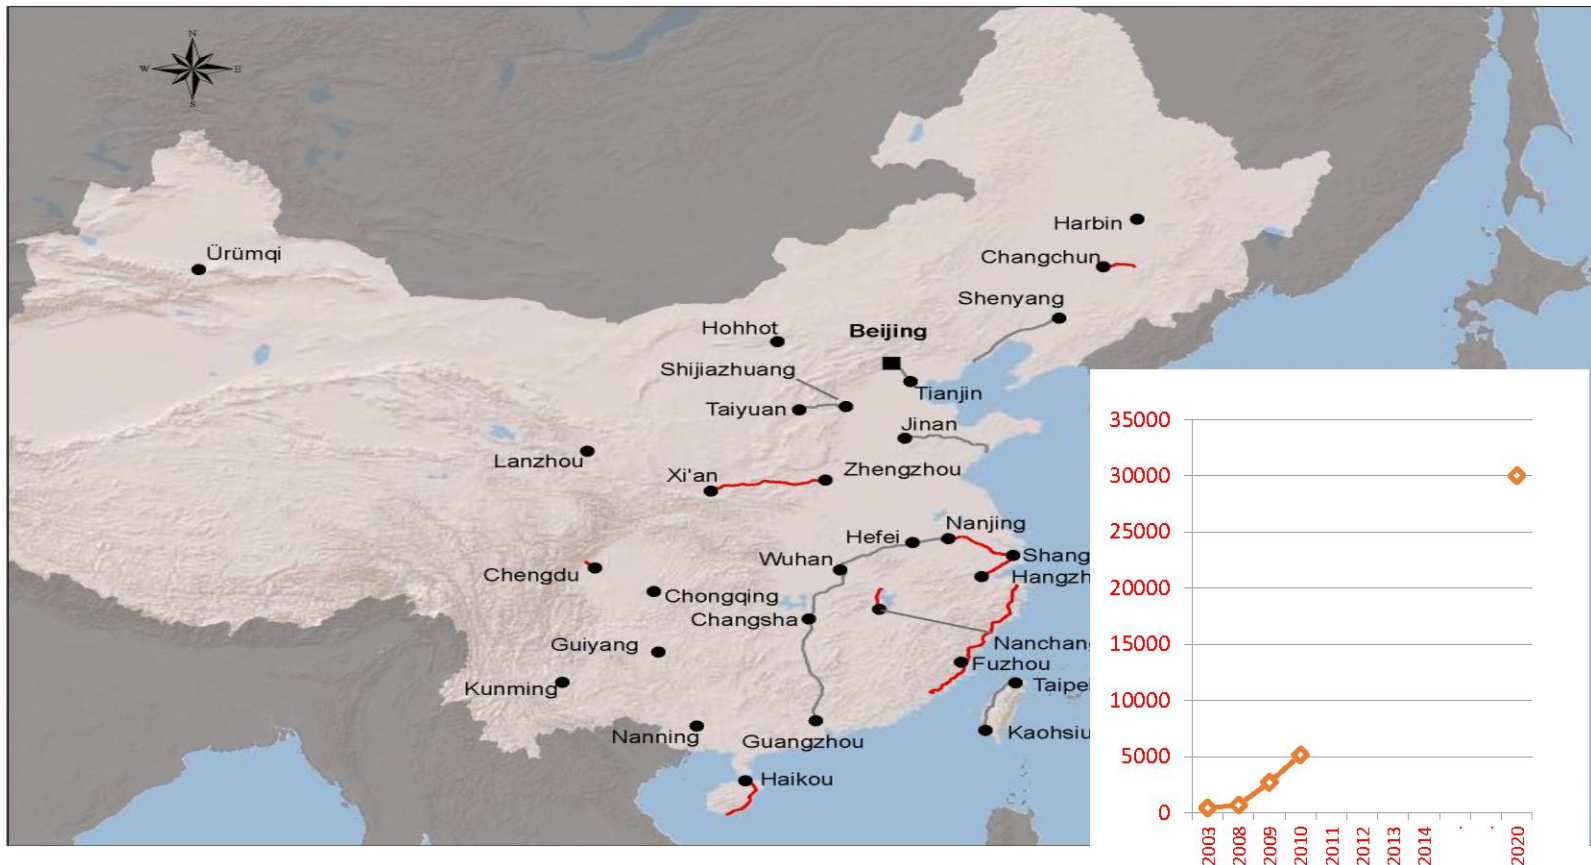 N
W
E
S
Harbin
Ürümqi
Changchun
Shenyang
Hohhot
Beijing
Shijiazhuang
Tianjin
Taiyuan
Jinan
Lanzhou
Zhengzhou
Xi'an
Nanjing
Hefei
Shang
Wuhan
Hangzh
Chengdu
Chongqing
Changsha
Guiyang
Nanchang
Fuzhou
Kunming
Taipei
Nanning
Guangzhou
Kaohsiu
Haikou
35000
30000
25000
20000
15000
10000
5000
0
2003
2008
2009
2010
2011
2012
2013
2014
.
.
2020